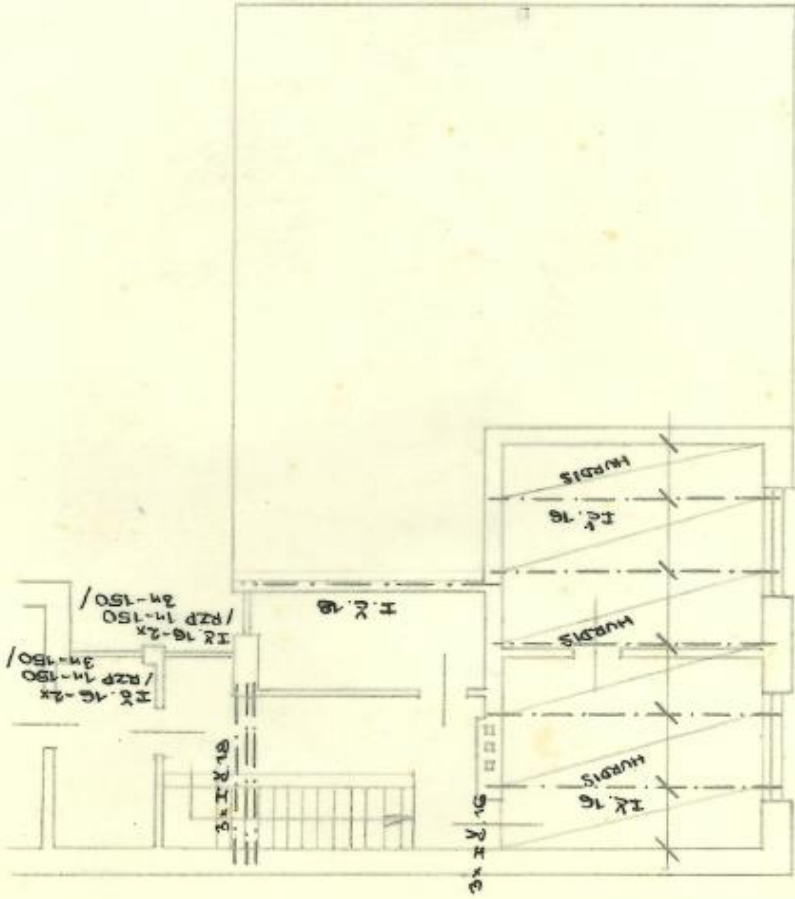 HURDIS
I č. 16
HURDIS
I. č. 18
I č. 16-2x
/RZP 1n-150
3n-150/
I č. 16-2x
/RZP 1n-150
3n-150/
HURDIS
I č. 16
3x I č. 18
3x I č. 16